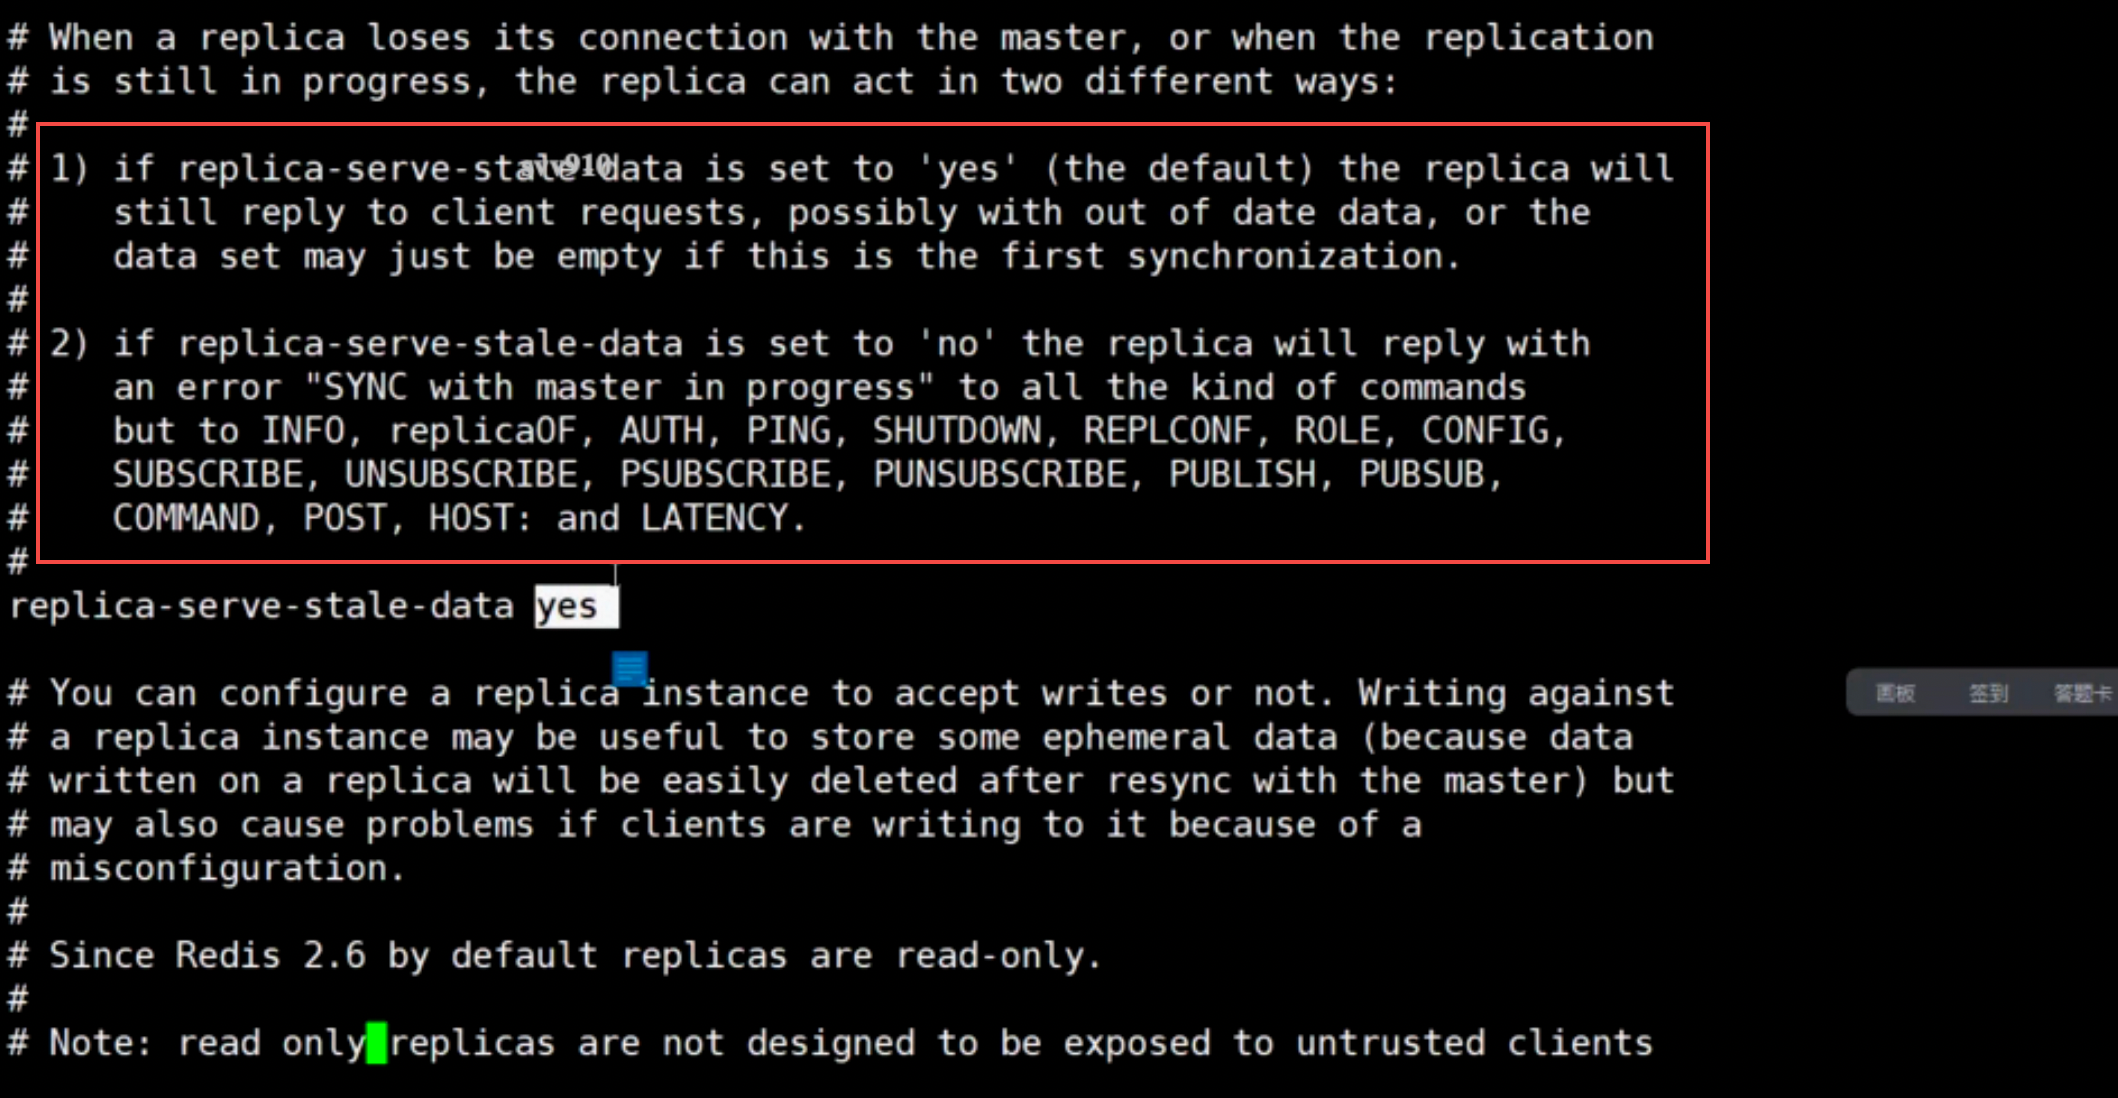 # When a replica loses its connection with the master, or when the replication
# is still in progress, the replica can act in two different ways:
#
# 1) if replica-serve-stale-data is set to 'yes' (the default) the replica will
#    still reply to client requests, possibly with out of date data, or the
#    data set may just be empty if this is the first synchronization.
#
# 2) if replica-serve-stale-data is set to 'no' the replica will reply with
#    an error "SYNC with master in progress" to all the kind of commands
#    but to INFO, replicaOF, AUTH, PING, SHUTDOWN, REPLCONF, ROLE, CONFIG,
#    SUBSCRIBE, UNSUBSCRIBE, PSUBSCRIBE, PUNSUBSCRIBE, PUBLISH, PUBSUB,
#    COMMAND, POST, HOST: and LATENCY.
#
replica-serve-stale-data yes
# You can configure a replica instance to accept writes or not. Writing against
画板 签到 答题卡
# a replica instance may be useful to store some ephemeral data (because data
# written on a replica will be easily deleted after resync with the master) but
# may also cause problems if clients are writing to it because of a
# misconfiguration.
#
# Since Redis 2.6 by default replicas are read-only.
#
# Note: read only replicas are not designed to be exposed to untrusted clients